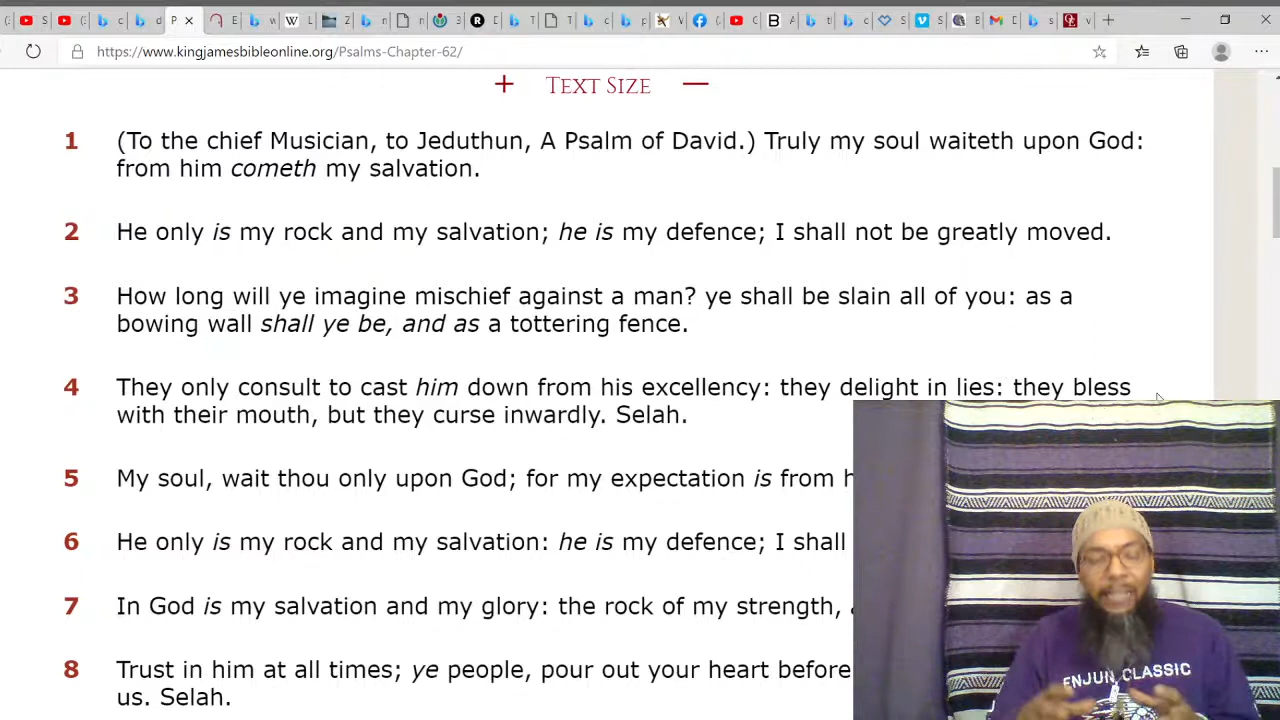 https://www.kingjamesbibleonline.org/Psalms-Chapter-62/
+ TEXT SIZE —
1 (To the chief Musician, to Jeduthun, A Psalm of David.) Truly my soul waiteth upon God:
from him cometh my salvation.
2 He only is my rock and my salvation; he is my defence; I shall not be greatly moved.
3 How long will ye imagine mischief against a man? ye shall be slain all of you: as a
bowing wall shall ye be, and as a tottering fence.
4 They only consult to cast him down from his excellency: they delight in lies: they bless
with their mouth, but they curse inwardly. Selah.
5 My soul, wait thou only upon God; for my expectation is from
6 He only is my rock and my salvation: he is my defence; I shall
7 In God is my salvation and my glory: the rock of my strength,
8 Trust in him at all times; ye people, pour out your heart before
us. Selah.
ENJUN CLASSIC